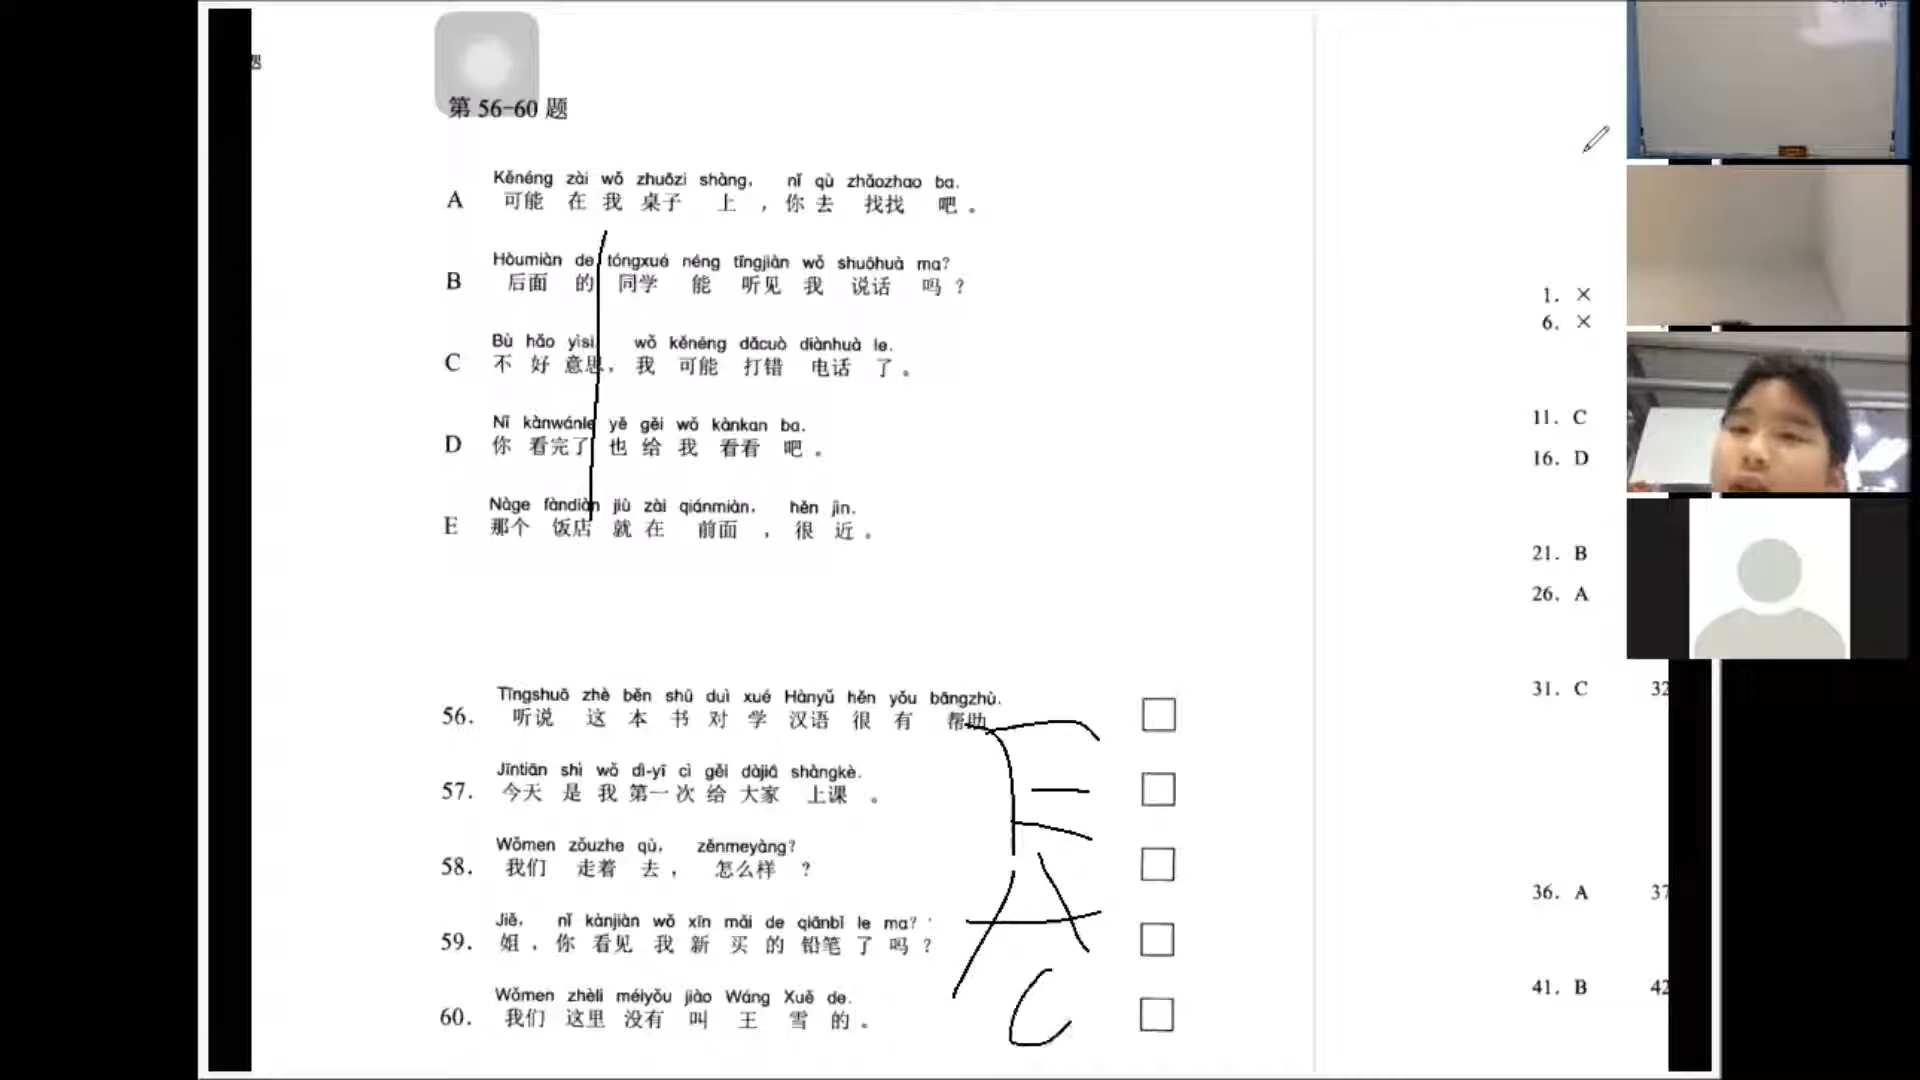 第 56-60 题
Kěnéng zài wǒ zhuōzi shàng, nǐ qù zhǎozhao ba.
A 可能 在 我 桌子 上 ，你 去 找找 吧 。
Hòumiàn de tóngxué néng tīngjiàn wǒ shuōhuà ma?
B 后面 的 同学 能 听见 我 说话 吗 ？
Bù hǎo yìsi, wǒ kěnéng dǎcuò diànhuà le.
C 不 好 意思， 我 可能 打错 电话 了 。
Nǐ kànwánle yě gěi wǒ kànkan ba.
D 你 看完了 也 给 我 看看 吧 。
Nàge fàndiàn jiù zài qiánmiàn, hěn jìn.
E 那个 饭店 就 在 前面 ， 很 近 。
Tīngshuō zhè běn shū duì xué Hànyǔ hěn yǒu bāngzhù.
56. 听说 这 本 书 对 学 汉语 很 有 帮助
Jīntiān shì wǒ dì-yī cì gěi dàjiā shàngkè.
57. 今天 是 我 第一 次 给 大家 上课 。
Wǒmen zǒuzhe qù, zěnmeyàng?
58. 我们 走着 去 ， 怎么样 ？
E
Jiě, nǐ kànjiàn wǒ xīn mǎi de qiānbǐ le ma?
59. 姐 ，你 看见 我 新 买 的 铅笔 了 吗 ？
A
Wǒmen zhèlǐ méiyǒu jiào Wáng Xuě de.
60. 我们 这里 没有 叫 王 雪 的 。
C
1. ×
6. ×
11. C
16. D
21. B
26. A
31. C 32
36. A 37
41. B 42